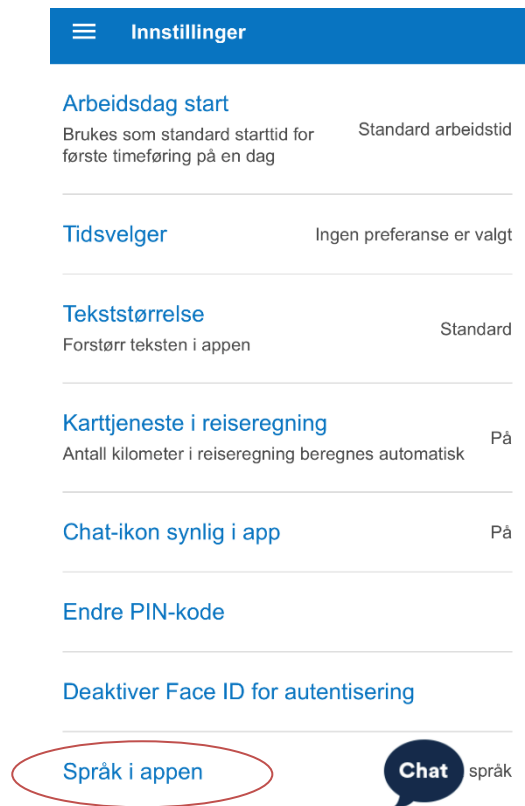 Innstillinger
Arbeidsdag start
Brukes som standard starttid for
første timeføring på en dag
Standard arbeidstid
Tidsvelger
Ingen preferanse er valgt
Tekststørrelse
Forstørr teksten i appen
Standard
Karttjeneste i reiseregning
Antall kilometer i reiseregning beregnes automatisk
På
Chat-ikon synlig i app
På
Endre PIN-kode
Deaktiver Face ID for autentisering
Språk i appen
Chat
språk